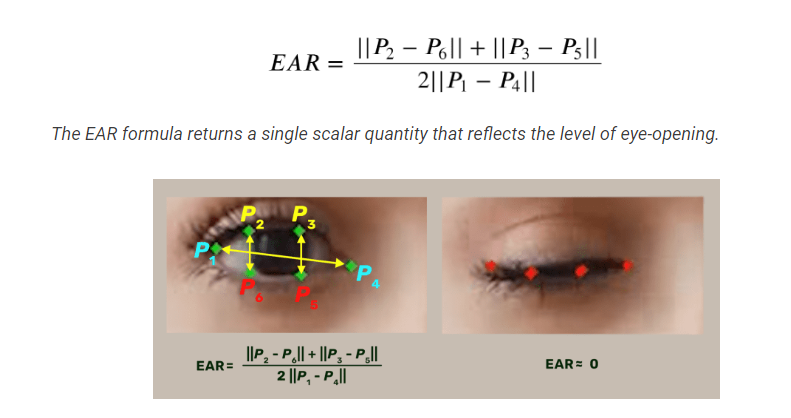 EAR = ||P₂ − P₆|| + ||P₃ − P₅|| / 2||P₁ − P₄||
The EAR formula returns a single scalar quantity that reflects the level of eye-opening.
P₂ P₃
P₁
P₄
P₆ P₅
EAR= ||P₂ - P₆|| + ||P₃ - P₅|| / 2 ||P₁ - P₄||
EAR≈ 0